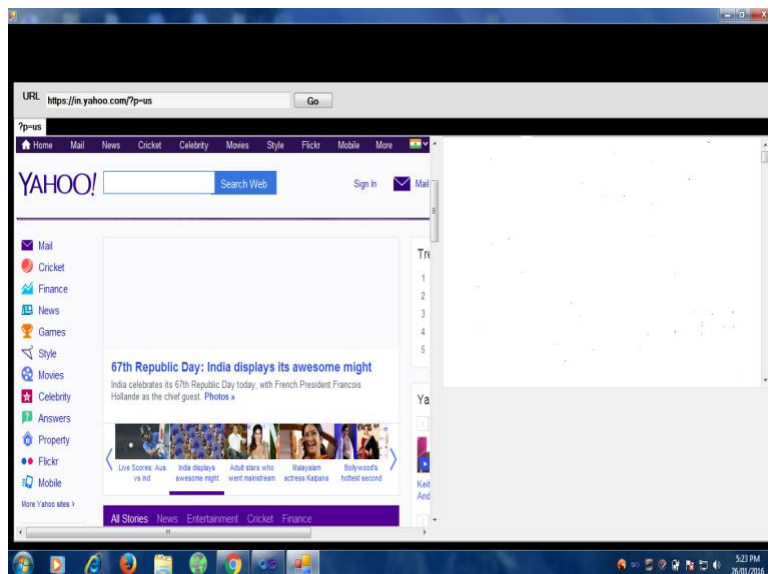 URL https://in.yahoo.com/?p=us Go
?p=us
Home Mail News Cricket Celebrity Movies Style Flickr Mobile More
YAHOO! Search Web Sign In Mail
Mail
Cricket
Finance
News
Games
Style
Movies
Celebrity
Answers
Property
Flickr
Mobile
More Yahoo sites >
67th Republic Day: India displays its awesome might
India celebrates its 67th Republic Day today, with French President Francois
Hollande as the chief guest. Photos »
Live Scores: Aus
vs Ind
India displays
awesome might
Adult stars who
went mainstream
Malayalam
actress Kalpana
Bollywood's
hottest second
All Stories News Entertainment Cricket Finance
Tre
1
2
3
4
5
Ya
Keit
And
5:23 PM
26/01/2016